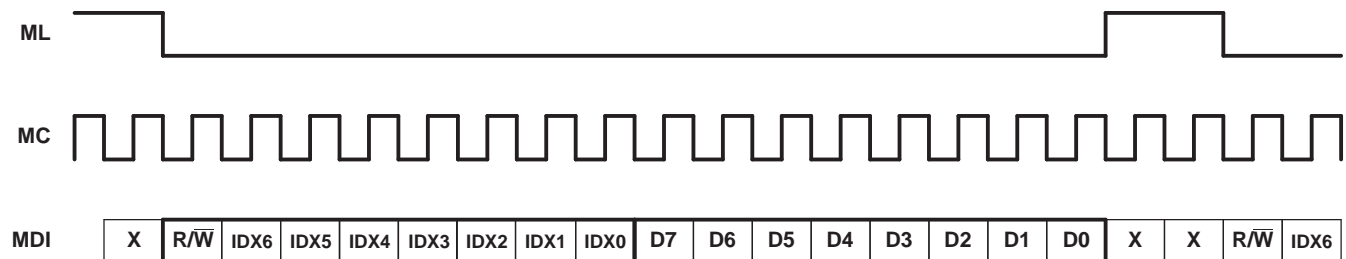 ML
MC
MDI X R/W̅ IDX6 IDX5 IDX4 IDX3 IDX2 IDX1 IDX0 D7 D6 D5 D4 D3 D2 D1 D0 X X R/W̅ IDX6